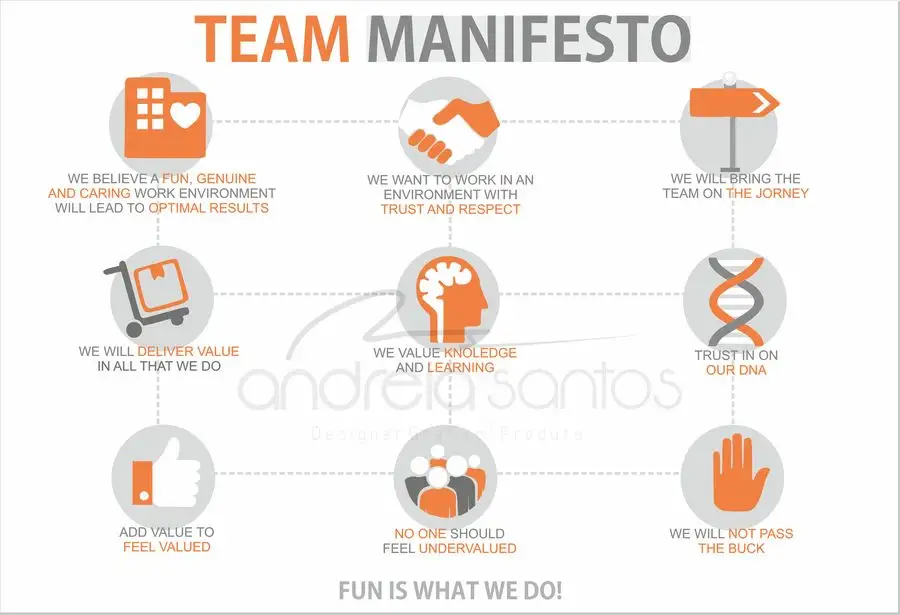 TEAM MANIFESTO
WE BELIEVE A FUN, GENUINE
AND CARING WORK ENVIRONMENT
WILL LEAD TO OPTIMAL RESULTS
WE WANT TO WORK IN AN
ENVIRONMENT WITH
TRUST AND RESPECT
WE WILL BRING THE
TEAM ON THE JORNEY
WE WILL DELIVER VALUE
IN ALL THAT WE DO
WE VALUE KNOLEDGE
AND LEARNING
TRUST IN ON
OUR DNA
andreia santos
Designer Gráfico Produto
ADD VALUE TO
FEEL VALUED
NO ONE SHOULD
FEEL UNDERVALUED
WE WILL NOT PASS
THE BUCK
FUN IS WHAT WE DO!